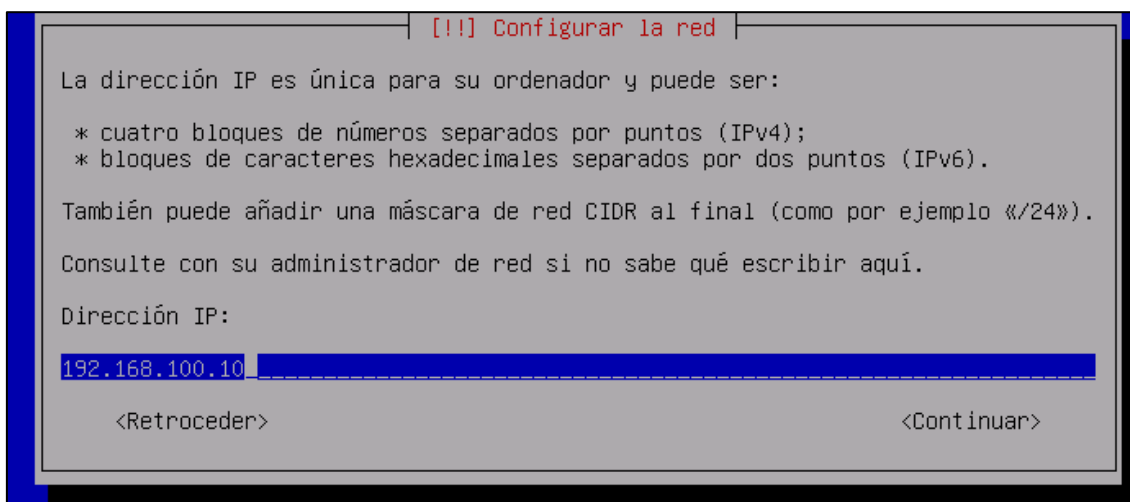 [!!] Configurar la red
La dirección IP es única para su ordenador y puede ser:
* cuatro bloques de números separados por puntos (IPv4);
* bloques de caracteres hexadecimales separados por dos puntos (IPv6).
También puede añadir una máscara de red CIDR al final (como por ejemplo «/24»).
Consulte con su administrador de red si no sabe qué escribir aquí.
Dirección IP:
192.168.100.10
<Retroceder> <Continuar>